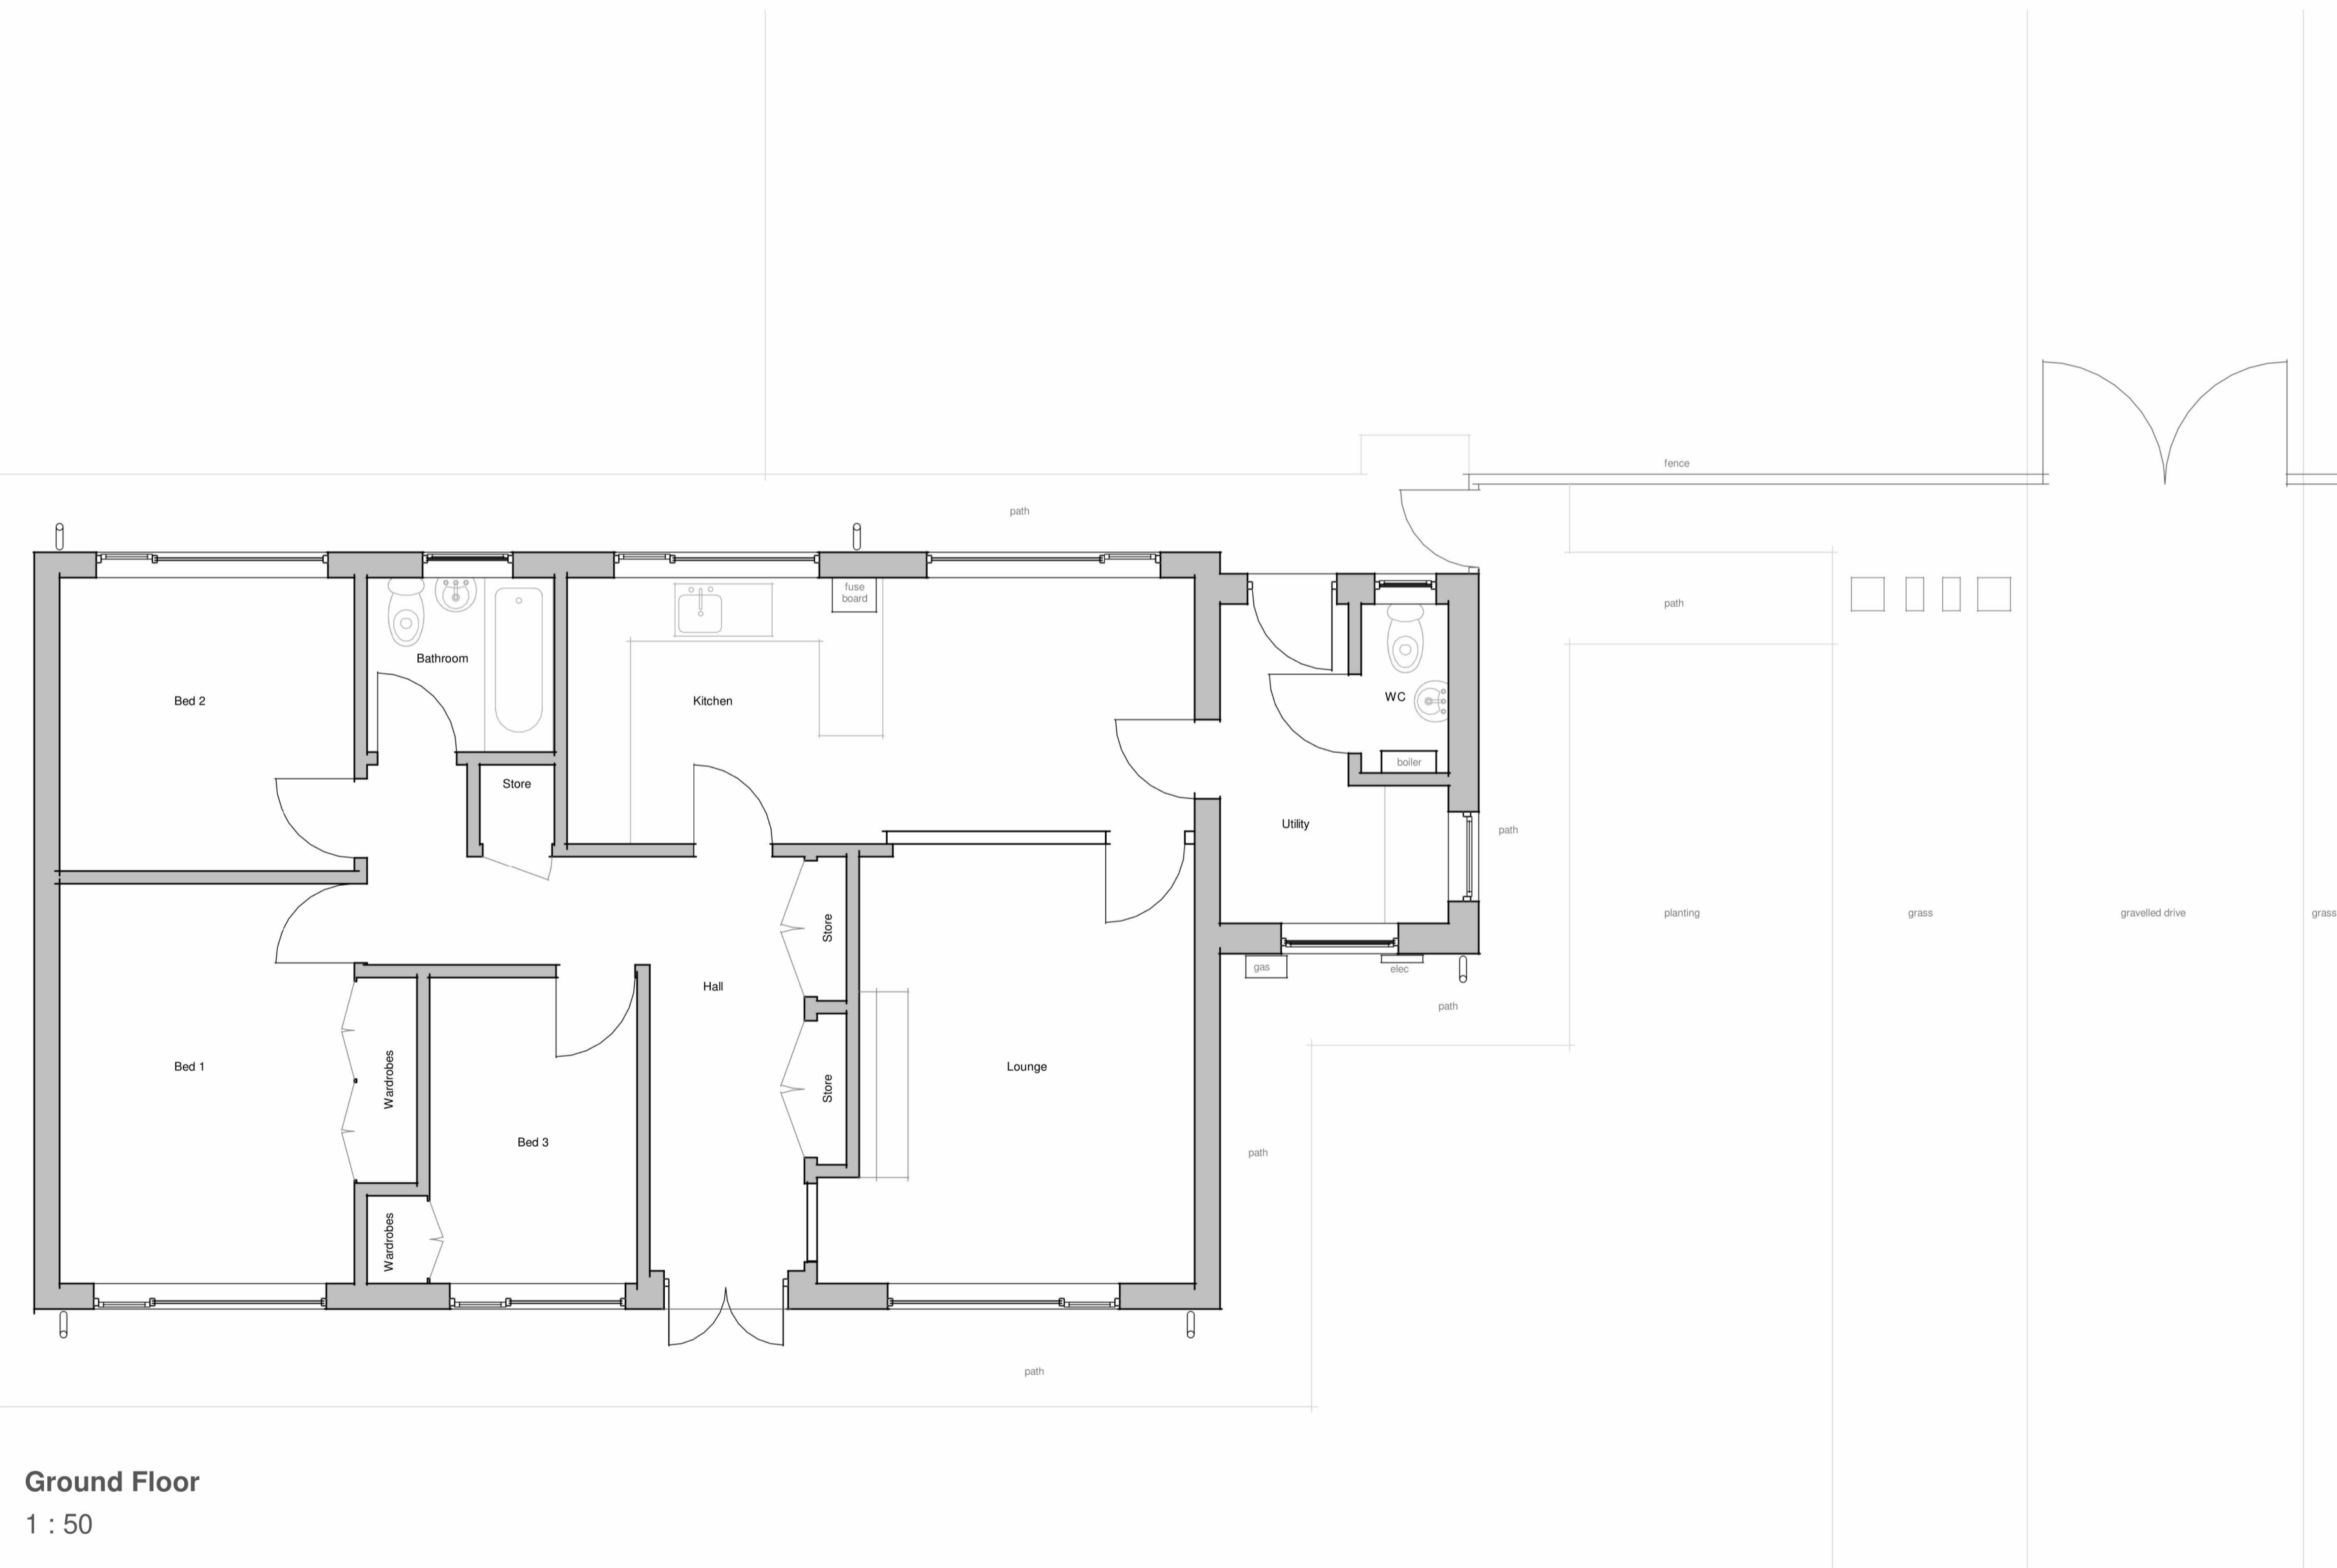 fence
path
fuse
board
path
Bathroom
Bed 2
Kitchen
WC
boiler
Store
Utility
path
planting
grass
gravelled drive
grass
Store
gas
elec
Hall
path
Bed 1
Wardrobes
Store
Lounge
Bed 3
path
Wardrobes
path
Ground Floor
1 : 50